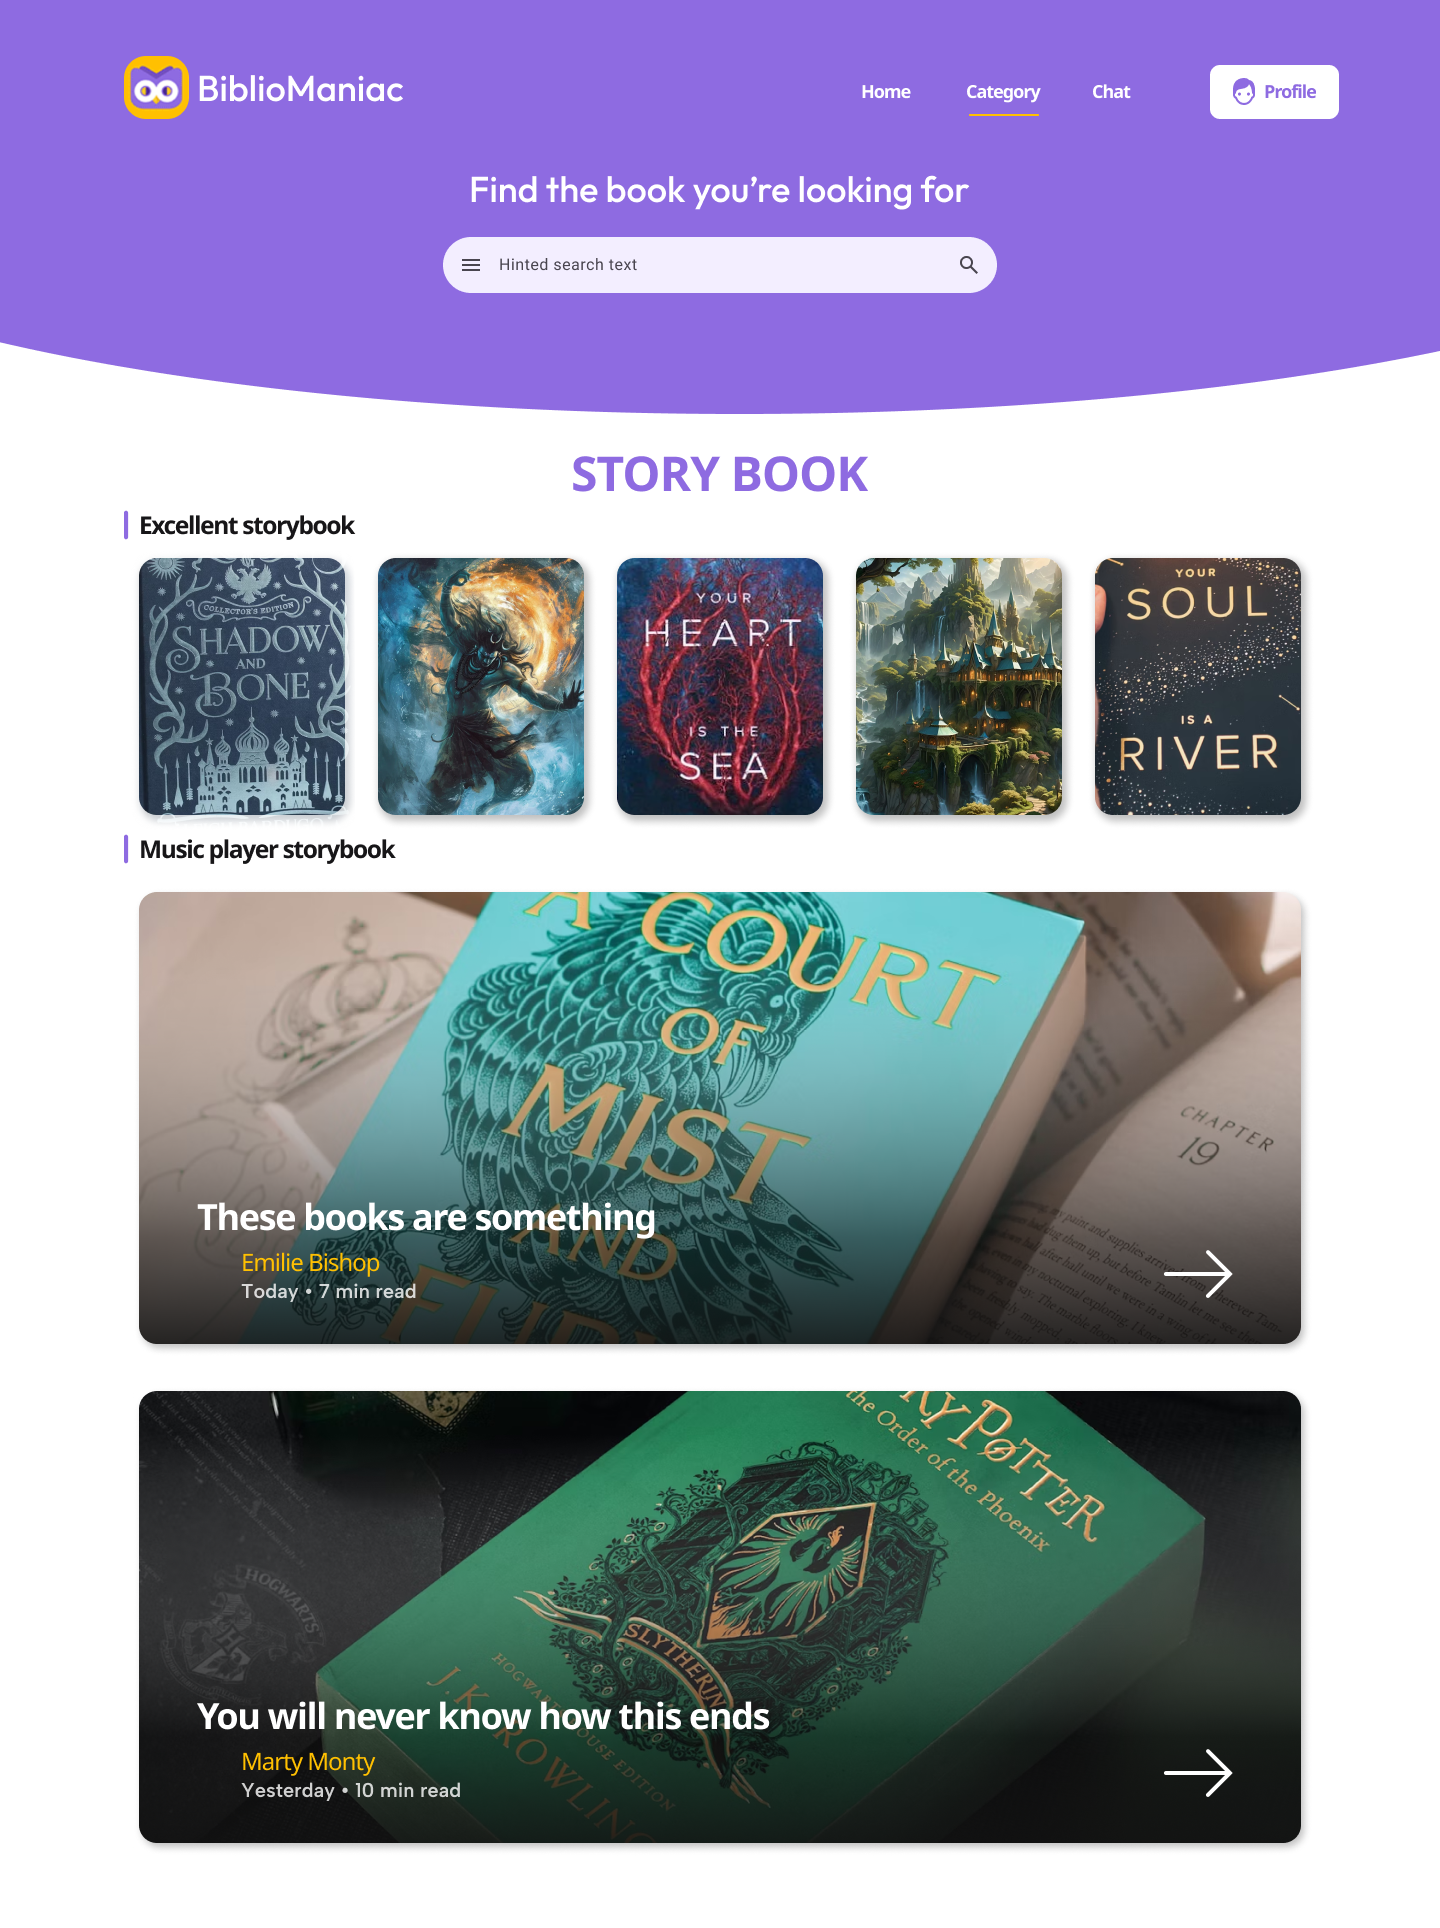 BiblioManiac
Home
Category
Chat
Profile
Find the book you’re looking for
Hinted search text
STORY BOOK
Excellent storybook
COLLECTOR'S EDITION
SHADOW
AND
BONE
YOUR
HEART
IS THE
SEA
YOUR
SOUL
IS A
RIVER
Music player storybook
A COURT
OF
MIST
AND
CHAPTER
19
These books are something
Emilie Bishop
Today • 7 min read
POTTER
the Order of the Phoenix
HOGWARTS
SLYTHERIN
HOGWARTS HOUSE EDITION
J.K. ROWLING
You will never know how this ends
Marty Monty
Yesterday • 10 min read